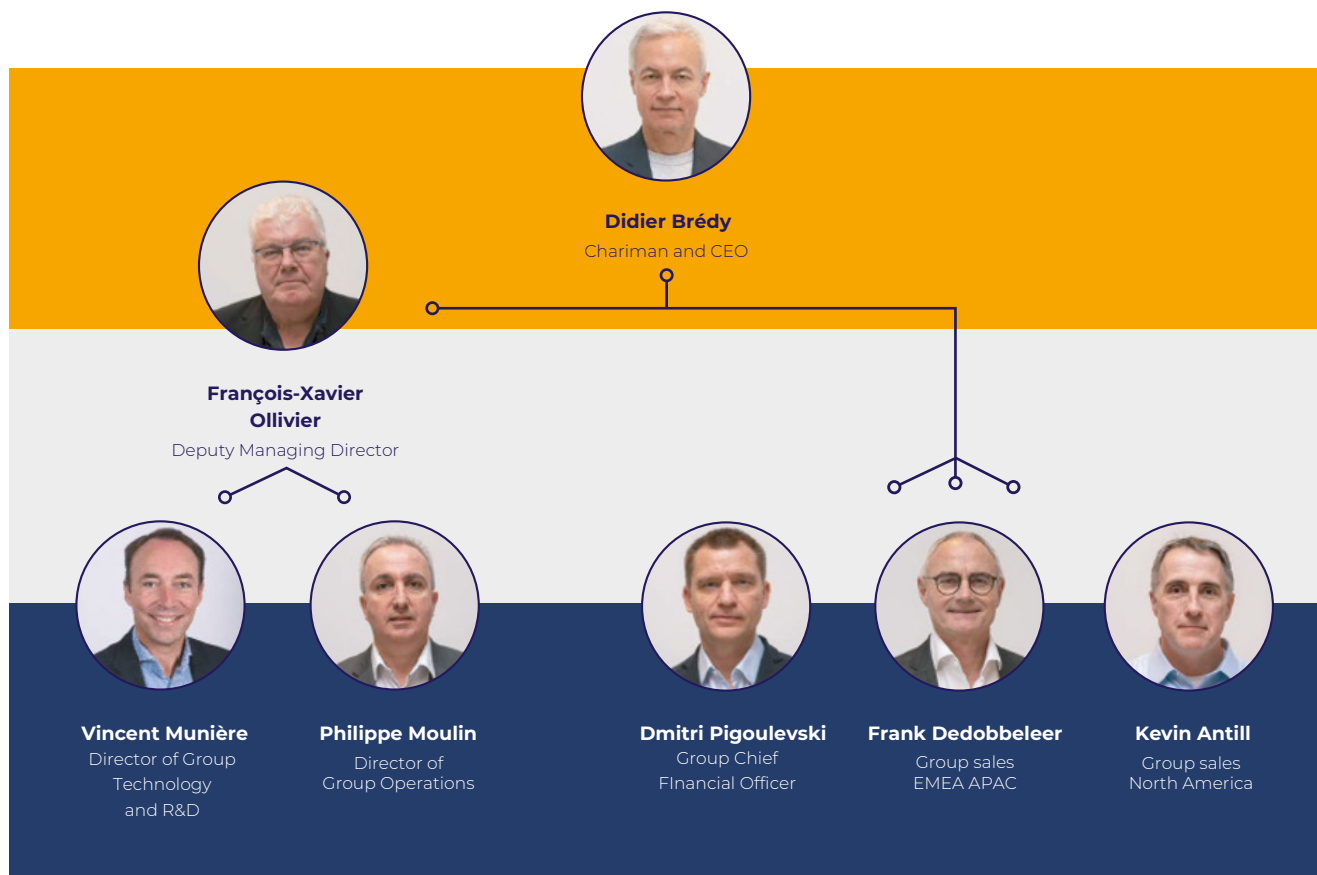 Didier Brédy
Chariman and CEO
François-Xavier
Ollivier
Deputy Managing Director
Vincent Munière
Director of Group
Technology
and R&D
Philippe Moulin
Director of
Group Operations
Dmitri Pigoulevski
Group Chief
FInancial Officer
Frank Dedobbeleer
Group sales
EMEA APAC
Kevin Antill
Group sales
North America